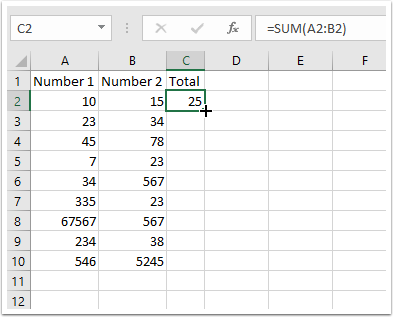 C2 =SUM(A2:B2)
A B C D E F
1 Number 1 Number 2 Total
2 10 15 25
3 23 34
4 45 78
5 7 23
6 34 567
7 335 23
8 67567 567
9 234 38
10 546 5245
11
12